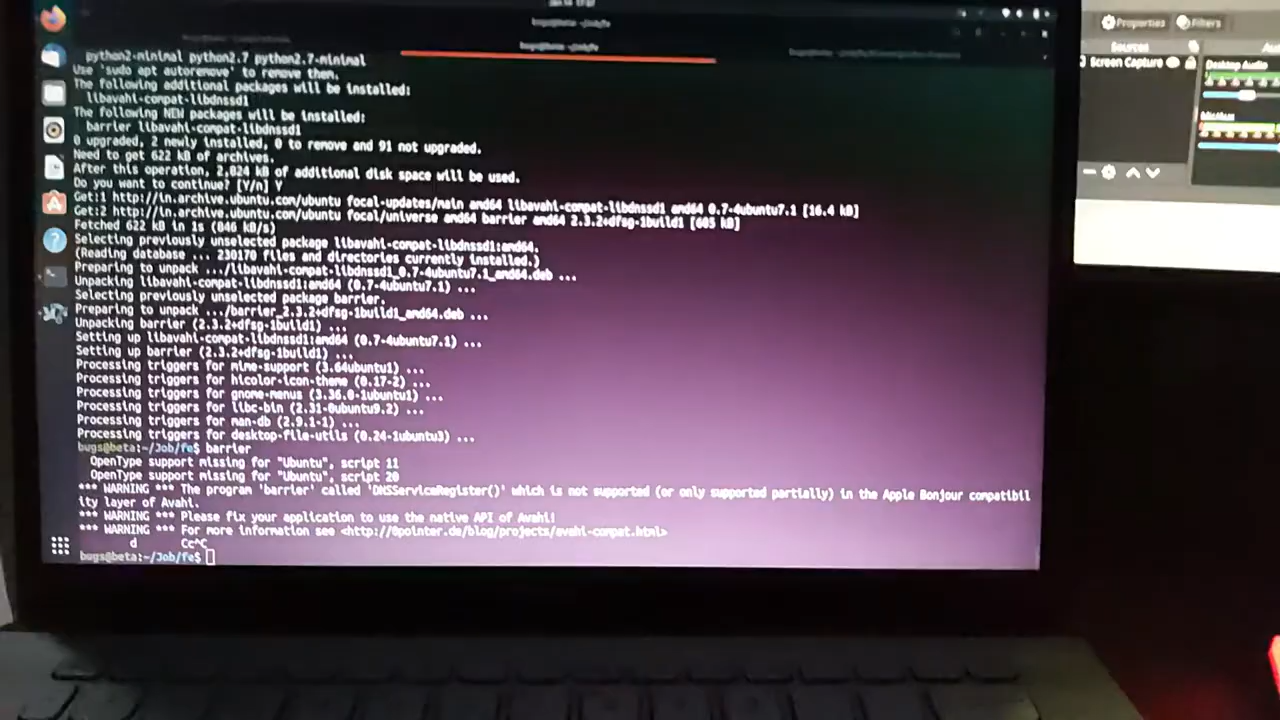 Properties Filters
Sources
Screen Capture
Desktop Audio
python2-minimal python2.7 python2.7-minimal
Use 'sudo apt autoremove' to remove them.
The following additional packages will be installed:
libavahi-compat-libdnssd1
The following NEW packages will be installed:
barrier libavahi-compat-libdnssd1
0 upgraded, 2 newly installed, 0 to remove and 91 not upgraded.
Need to get 622 kB of archives.
After this operation, 2,824 kB of additional disk space will be used.
Do you want to continue? [Y/n] Y
Get:1 http://in.archive.ubuntu.com/ubuntu focal-updates/main amd64 libavahi-compat-libdnssd1 amd64 0.7-4ubuntu7.1 [16.4 kB]
Get:2 http://in.archive.ubuntu.com/ubuntu focal/universe amd64 barrier amd64 2.3.2+dfsg-1build1 [605 kB]
Fetched 622 kB in 1s (846 kB/s)
Selecting previously unselected package libavahi-compat-libdnssd1:amd64.
(Reading database ... 230170 files and directories currently installed.)
Preparing to unpack .../libavahi-compat-libdnssd1_0.7-4ubuntu7.1_amd64.deb ...
Unpacking libavahi-compat-libdnssd1:amd64 (0.7-4ubuntu7.1) ...
Selecting previously unselected package barrier.
Preparing to unpack .../barrier_2.3.2+dfsg-1build1_amd64.deb ...
Unpacking barrier (2.3.2+dfsg-1build1) ...
Setting up libavahi-compat-libdnssd1:amd64 (0.7-4ubuntu7.1) ...
Setting up barrier (2.3.2+dfsg-1build1) ...
Processing triggers for mime-support (3.64ubuntu1) ...
Processing triggers for hicolor-icon-theme (0.17-2) ...
Processing triggers for gnome-menus (3.36.0-1ubuntu1) ...
Processing triggers for libc-bin (2.31-0ubuntu9.2) ...
Processing triggers for man-db (2.9.1-1) ...
Processing triggers for desktop-file-utils (0.24-1ubuntu3) ...
bugs@beta:~/Job/fe$ barrier
OpenType support missing for "Ubuntu", script 11
OpenType support missing for "Ubuntu", script 20
*** WARNING *** The program 'barrier' called 'DNSServiceRegister()' which is not supported (or only supported partially) in the Apple Bonjour compatibil
ity layer of Avahi.
*** WARNING *** Please fix your application to use the native API of Avahi!
*** WARNING *** For more information see <http://0pointer.de/blog/projects/avahi-compat.html>
d Cc^C
bugs@beta:~/Job/fe$